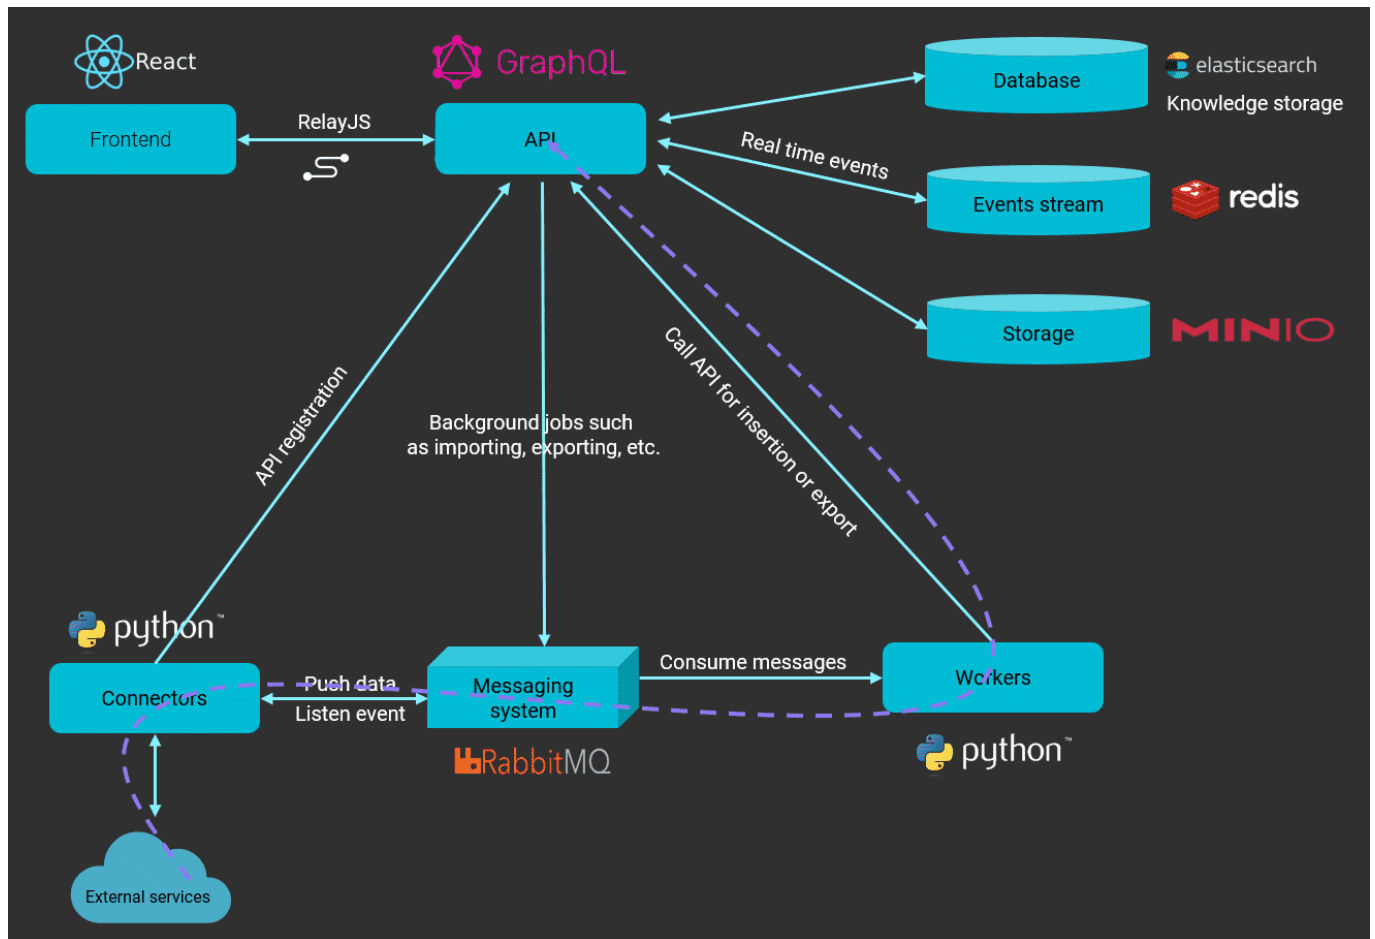 React
GraphQL
Database
elasticsearch
Knowledge storage
Frontend
RelayJS
API
Real time events
Events stream
redis
Storage
MINIO
Call API for insertion or export
API registration
Background jobs such
as importing, exporting, etc.
python™
Connectors
Push data
Listen event
Messaging
system
RabbitMQ
Consume messages
Workers
python™
External services